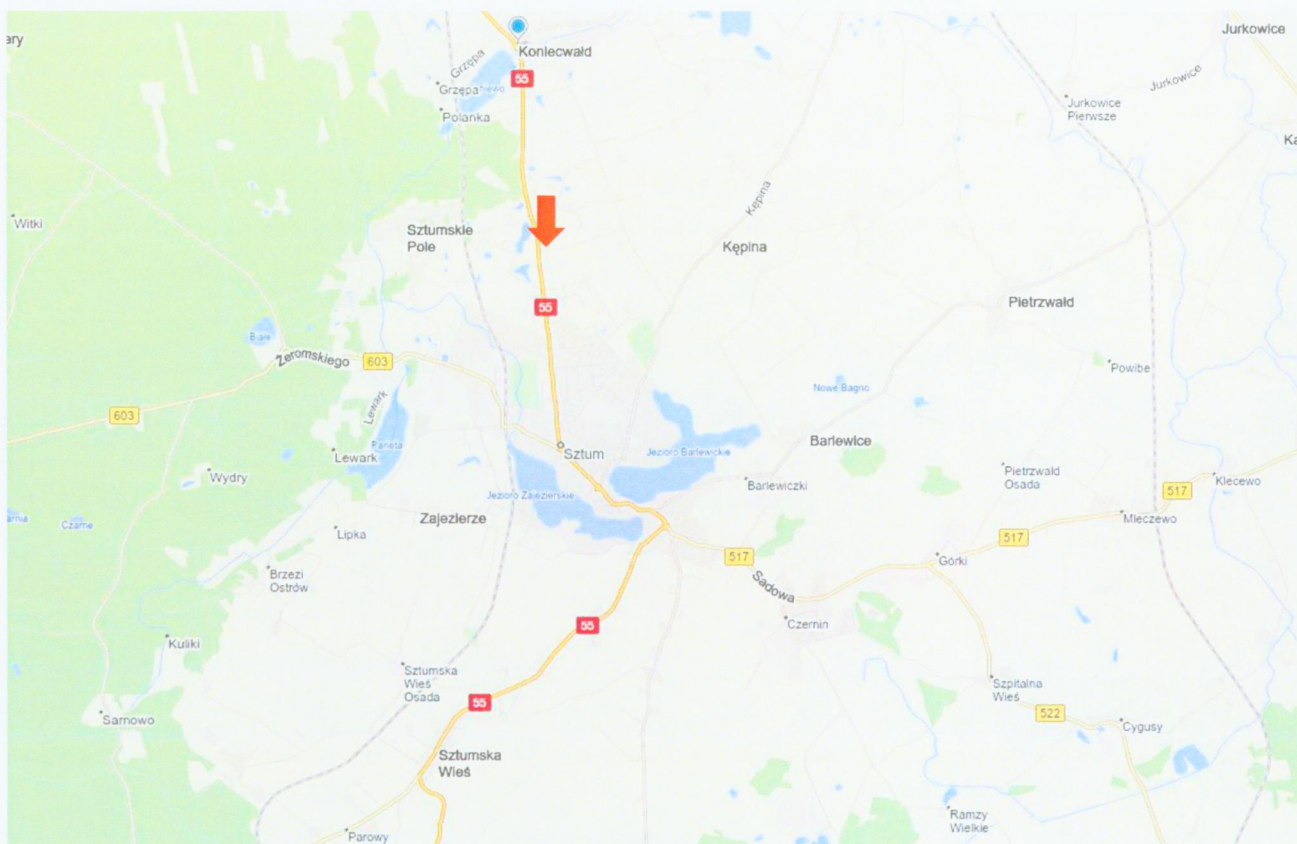 ary
Koniecwałd
Jurkowice
Grzępa
55
Grzępa
Jurkowice
Polanka
Jurkowice
Pierwsze
Ka
Witki
Kępina
Sztumskie
Pole
Kępina
55
Pietrzwałd
Białe
Żeromskiego
603
Powibe
Nowe Bagno
603
Lewark
Parleta
Barlewice
Sztum
Jezioro Barlewickie
Lewark
Pietrzwałd
Osada
Wydry
Barlewiczki
Klecewo
517
Jezioro Zajezierskie
Zajezierze
Mleczewo
Czarne
Lipka
517
517
Górki
Brzezi
Ostrów
Sadowa
55
Czernin
Kuliki
Sztumska
Wieś
Osada
Szpitalna
Wieś
55
522
Sarnowo
Cygusy
Sztumska
Wieś
Ramzy
Wielkie
Parowy